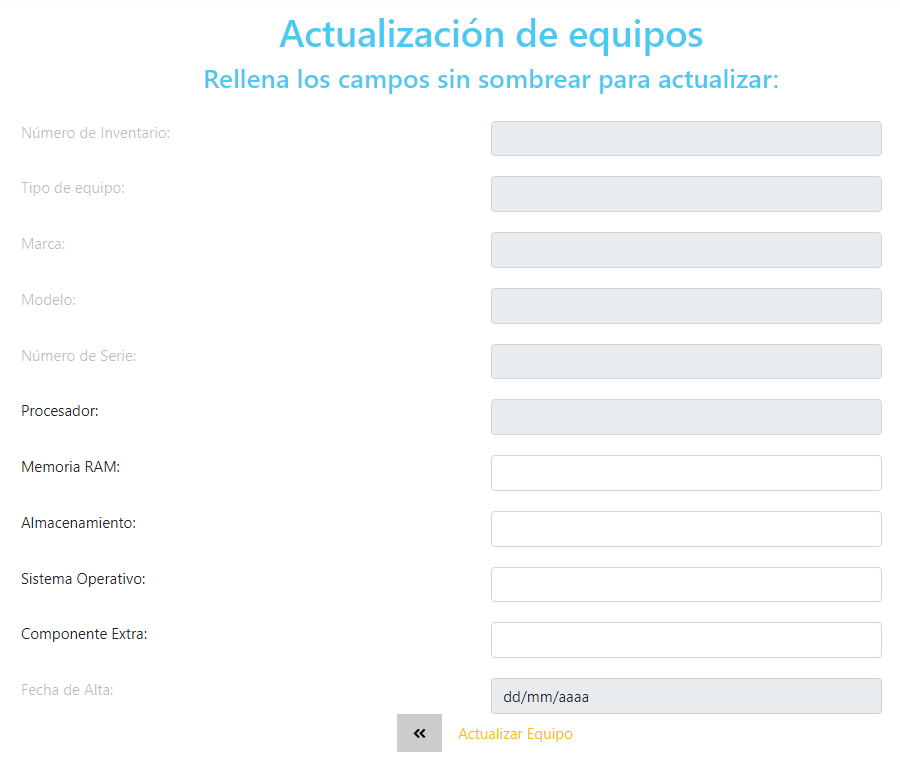 Actualización de equipos
Rellena los campos sin sombrear para actualizar:
Número de Inventario:
Tipo de equipo:
Marca:
Modelo:
Número de Serie:
Procesador:
Memoria RAM:
Almacenamiento:
Sistema Operativo:
Componente Extra:
Fecha de Alta: dd/mm/aaaa
Actualizar Equipo